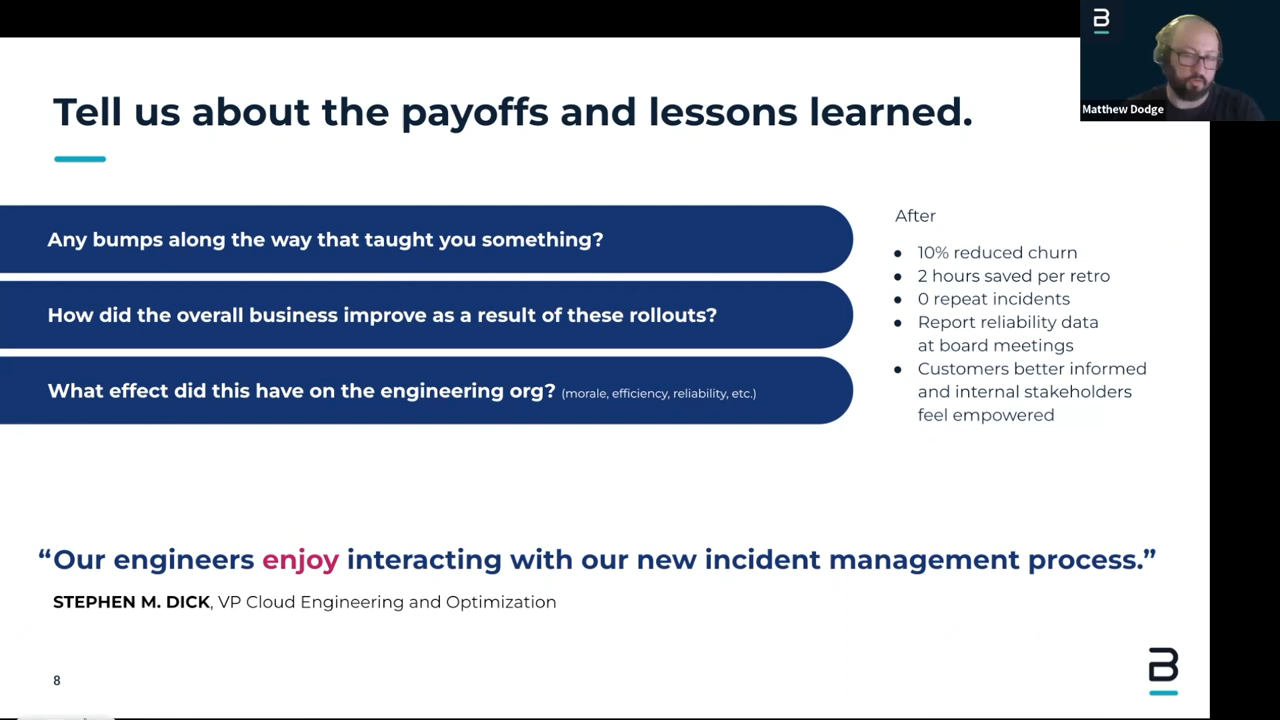 Tell us about the payoffs and lessons learned.
B
Matthew Dodge
Any bumps along the way that taught you something?
How did the overall business improve as a result of these rollouts?
What effect did this have on the engineering org? (morale, efficiency, reliability, etc.)
After
● 10% reduced churn
● 2 hours saved per retro
● 0 repeat incidents
● Report reliability data
at board meetings
● Customers better informed
and internal stakeholders
feel empowered
“Our engineers enjoy interacting with our new incident management process.”
STEPHEN M. DICK, VP Cloud Engineering and Optimization
8
B